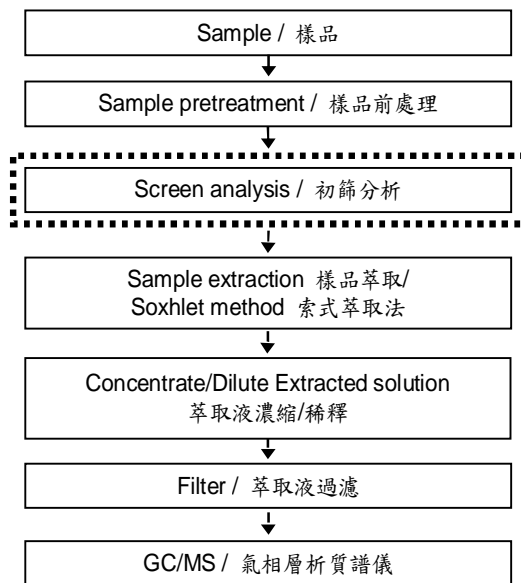 Sample / 樣品
Sample pretreatment / 樣品前處理
Screen analysis / 初篩分析
Sample extraction 樣品萃取/
Soxhlet method 索式萃取法
Concentrate/Dilute Extracted solution
萃取液濃縮/稀釋
Filter / 萃取液過濾
GC/MS / 氣相層析質譜儀